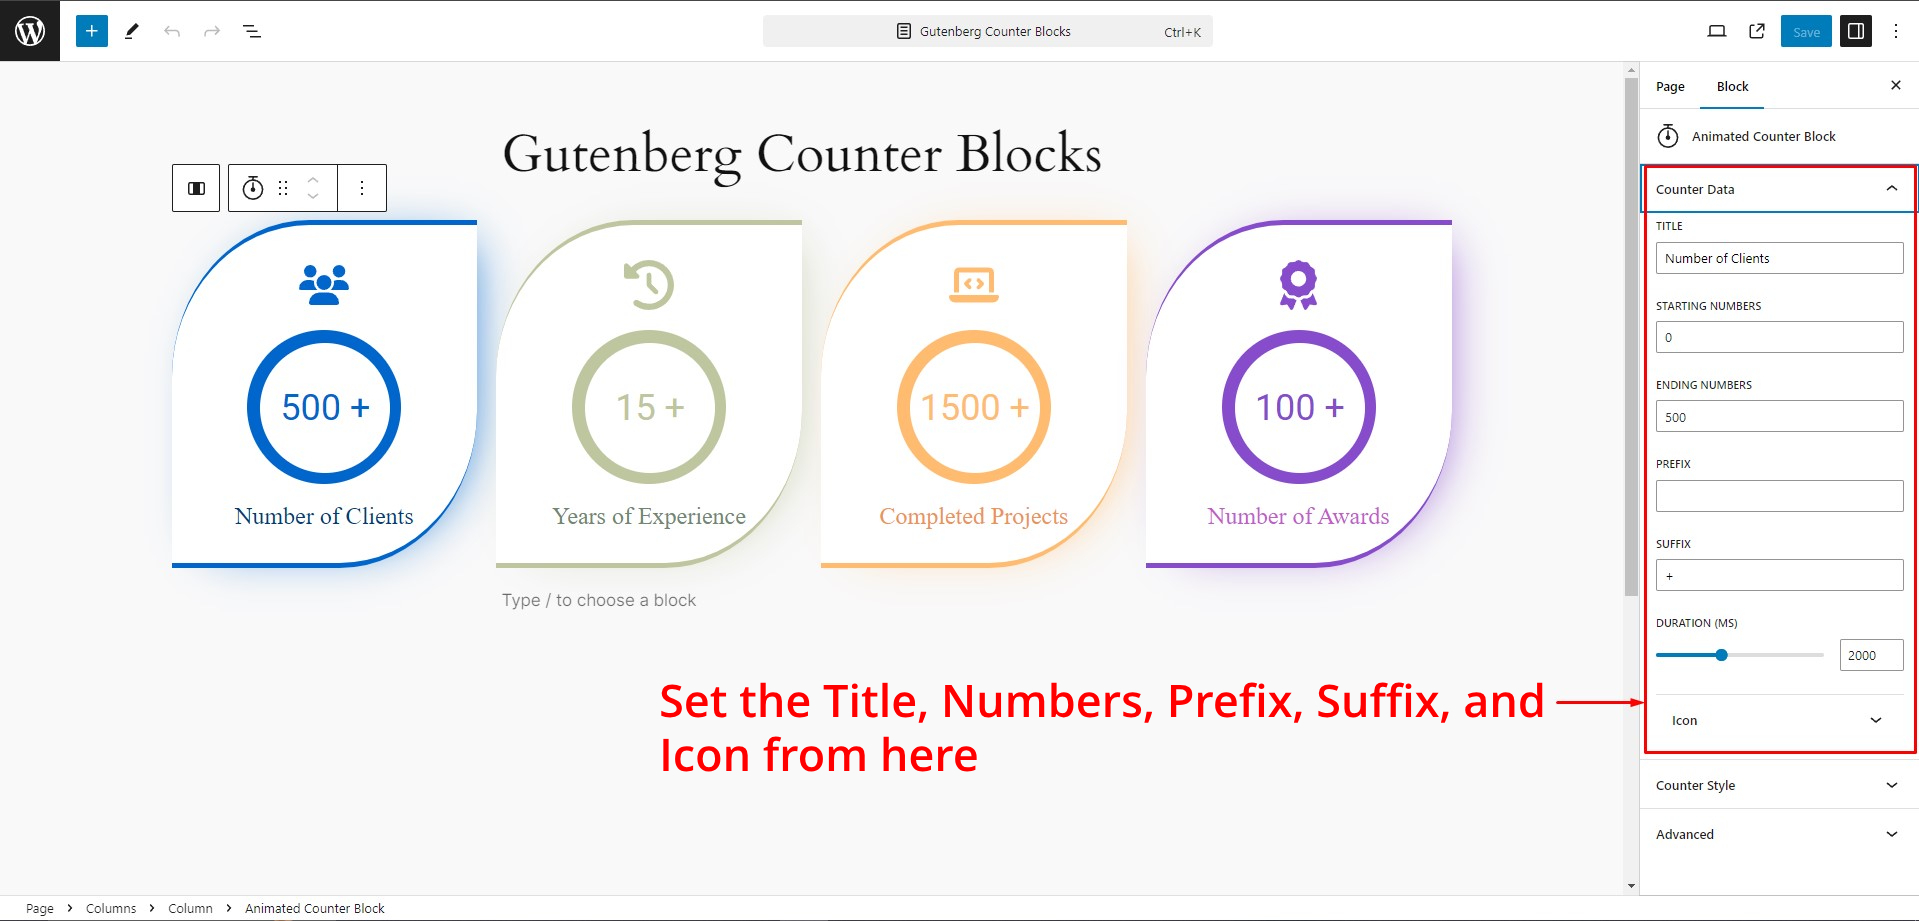 Gutenberg Counter Blocks
Ctrl+K
Save
Page
Block
Animated Counter Block
Gutenberg Counter Blocks
500 +
Number of Clients
15 +
Years of Experience
1500 +
Completed Projects
100 +
Number of Awards
Type / to choose a block
Set the Title, Numbers, Prefix, Suffix, and
Icon from here
Counter Data
TITLE
Number of Clients
STARTING NUMBERS
0
ENDING NUMBERS
500
PREFIX
SUFFIX
+
DURATION (MS)
2000
Icon
Counter Style
Advanced
Page > Columns > Column > Animated Counter Block